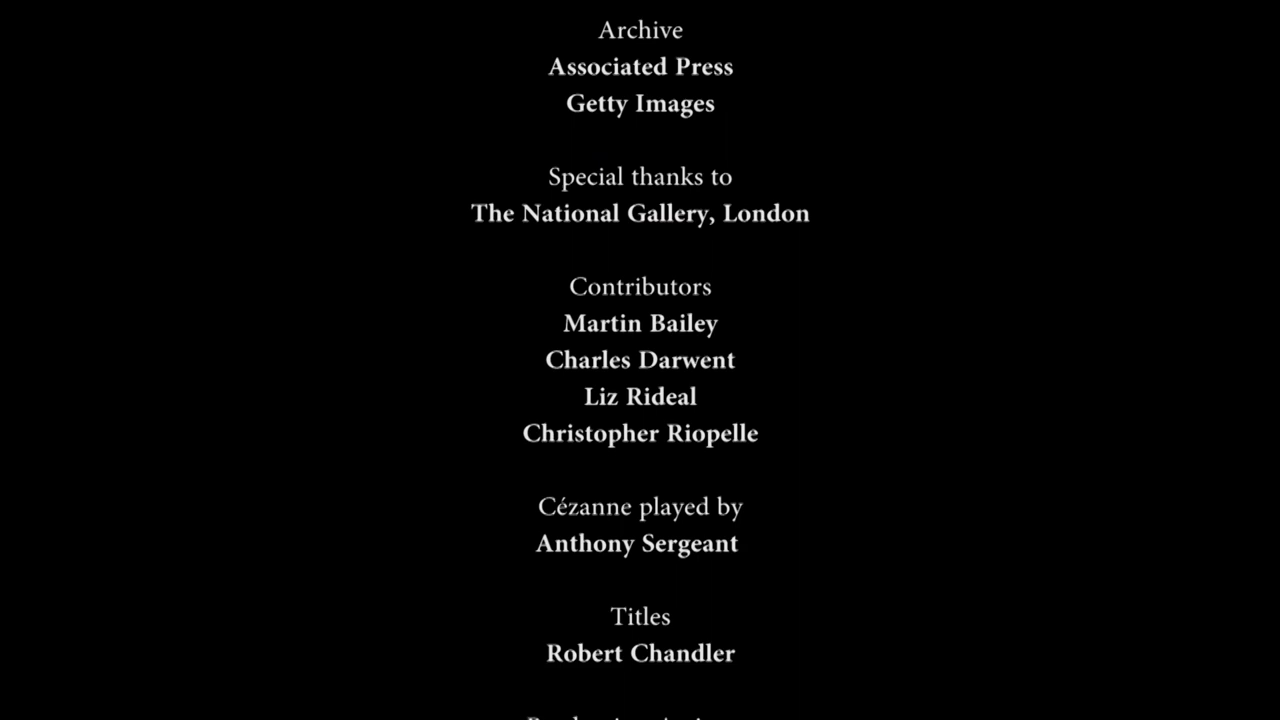 Archive
Associated Press
Getty Images
Special thanks to
The National Gallery, London
Contributors
Martin Bailey
Charles Darwent
Liz Rideal
Christopher Riopelle
Cézanne played by
Anthony Sergeant
Titles
Robert Chandler